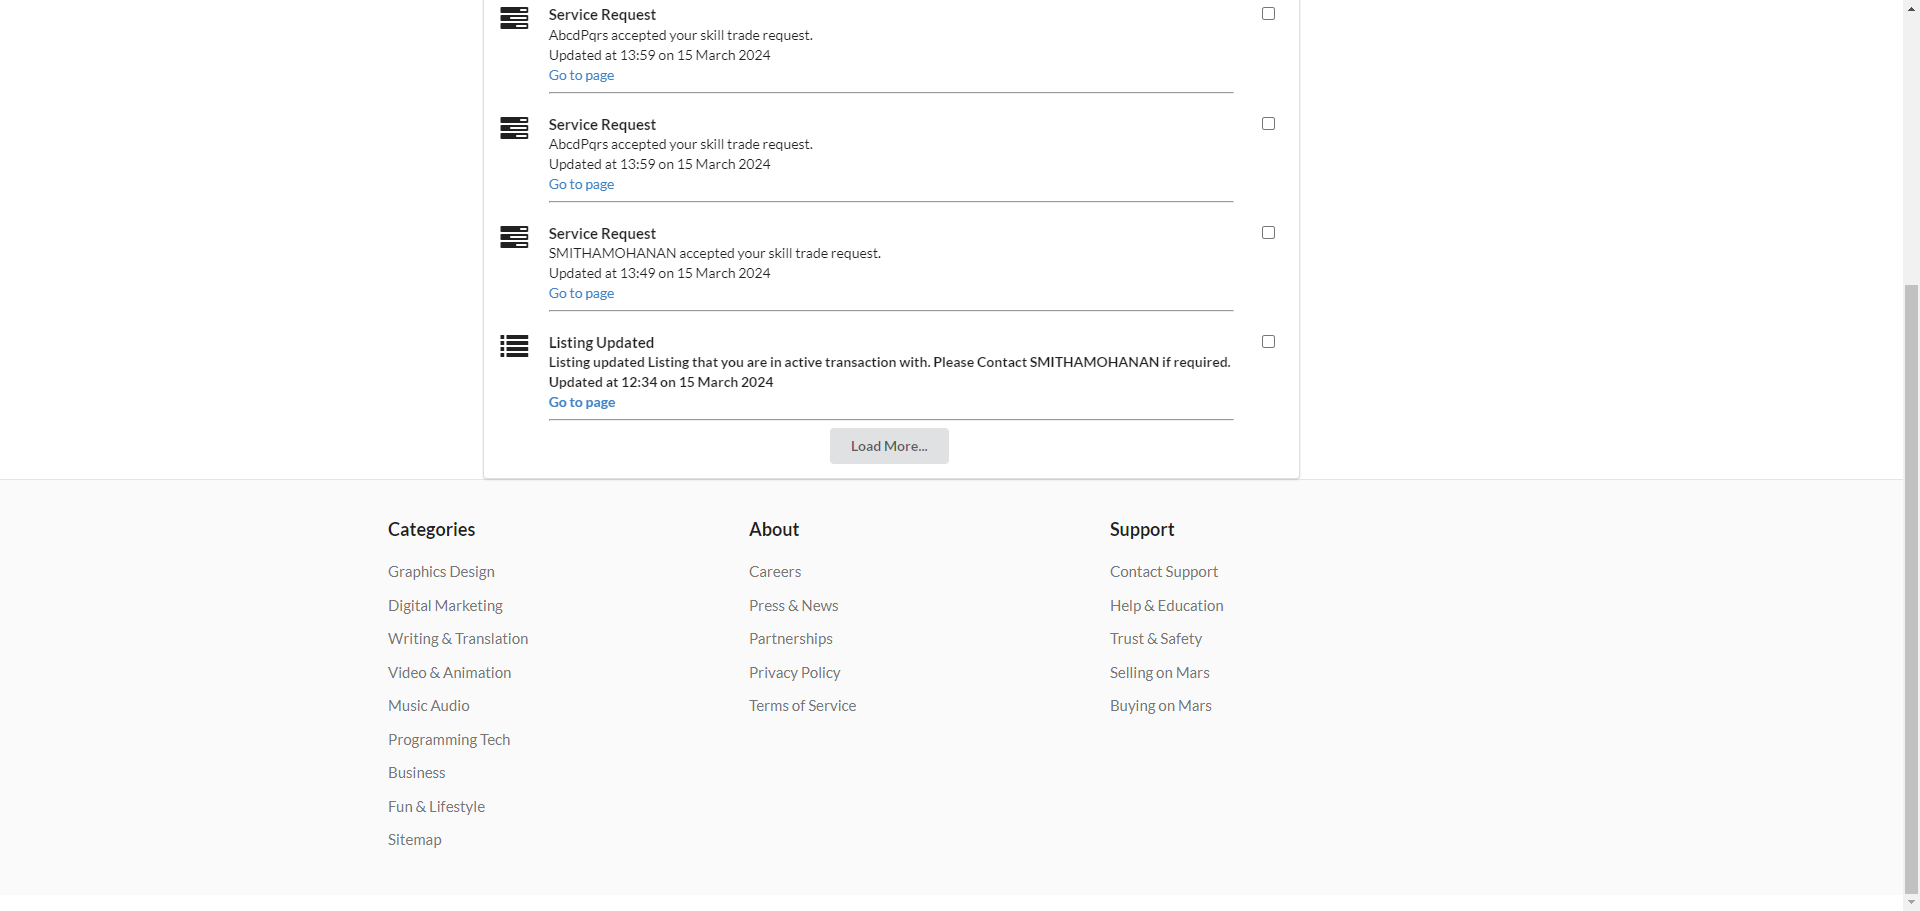 Service Request
AbcdPqrs accepted your skill trade request.
Updated at 13:59 on 15 March 2024
Go to page
Service Request
AbcdPqrs accepted your skill trade request.
Updated at 13:59 on 15 March 2024
Go to page
Service Request
SMITHAMOHANAN accepted your skill trade request.
Updated at 13:49 on 15 March 2024
Go to page
Listing Updated
Listing updated Listing that you are in active transaction with. Please Contact SMITHAMOHANAN if required.
Updated at 12:34 on 15 March 2024
Go to page
Load More...
Categories
Graphics Design
Digital Marketing
Writing & Translation
Video & Animation
Music Audio
Programming Tech
Business
Fun & Lifestyle
Sitemap
About
Careers
Press & News
Partnerships
Privacy Policy
Terms of Service
Support
Contact Support
Help & Education
Trust & Safety
Selling on Mars
Buying on Mars